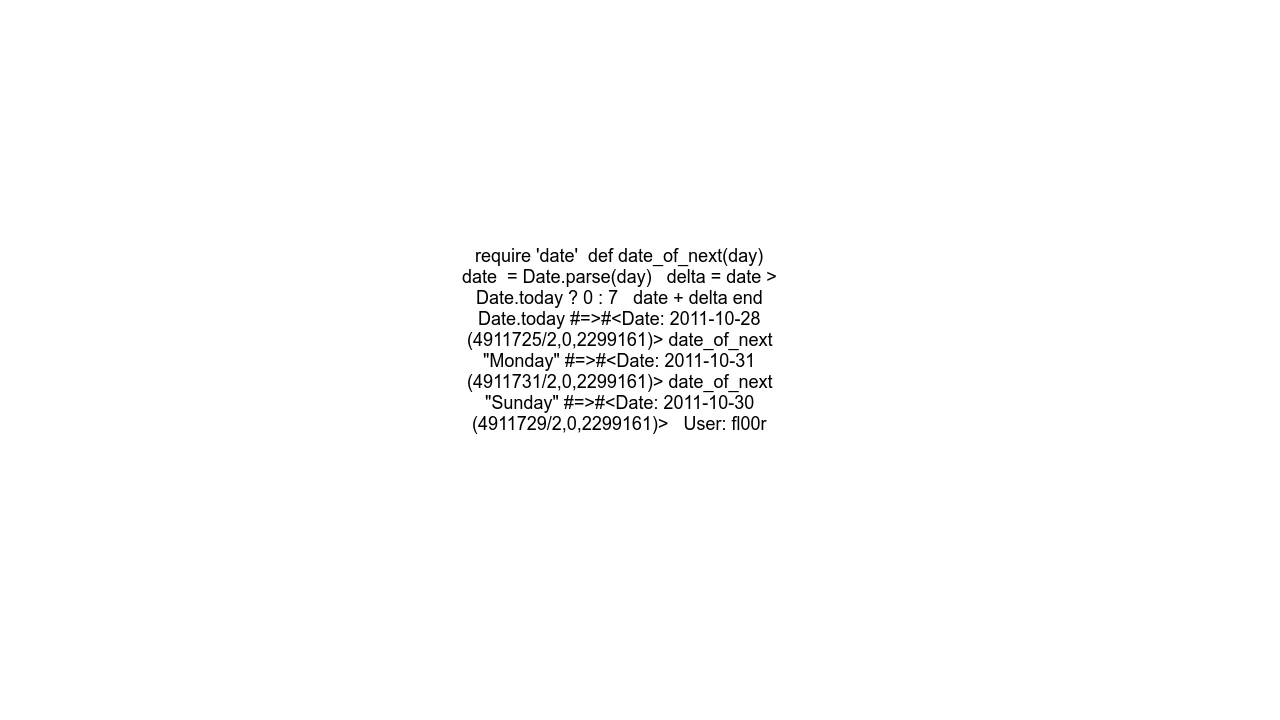 require 'date'  def date_of_next(day)
date  = Date.parse(day)   delta = date >
Date.today ? 0 : 7   date + delta end
Date.today #=>#<Date: 2011-10-28
(4911725/2,0,2299161)> date_of_next
"Monday" #=>#<Date: 2011-10-31
(4911731/2,0,2299161)> date_of_next
"Sunday" #=>#<Date: 2011-10-30
(4911729/2,0,2299161)>   User: fl00r